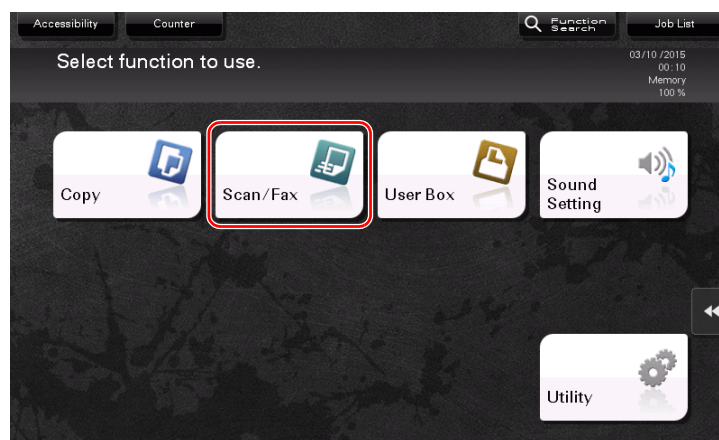 Accessibility
Counter
Function
Search
Job List
Select function to use.
03/10 /2015
00:10
Memory
100 %
Copy
Scan/Fax
User Box
Sound
Setting
Utility